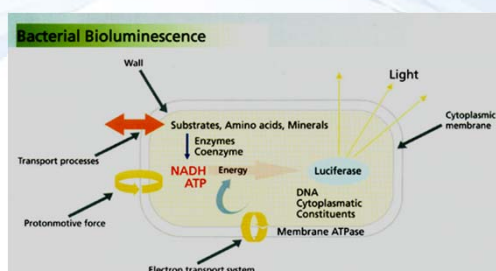 Bacterial Bioluminescence
Wall
Light
Substrates, Amino acids, Minerals
Cytoplasmic
membrane
Enzymes
Coenzyme
Transport processes
NADH
ATP
Energy
Luciferase
DNA
Cytoplasmatic
Constituents
Protonmotive force
Membrane ATPase
Electron transport system